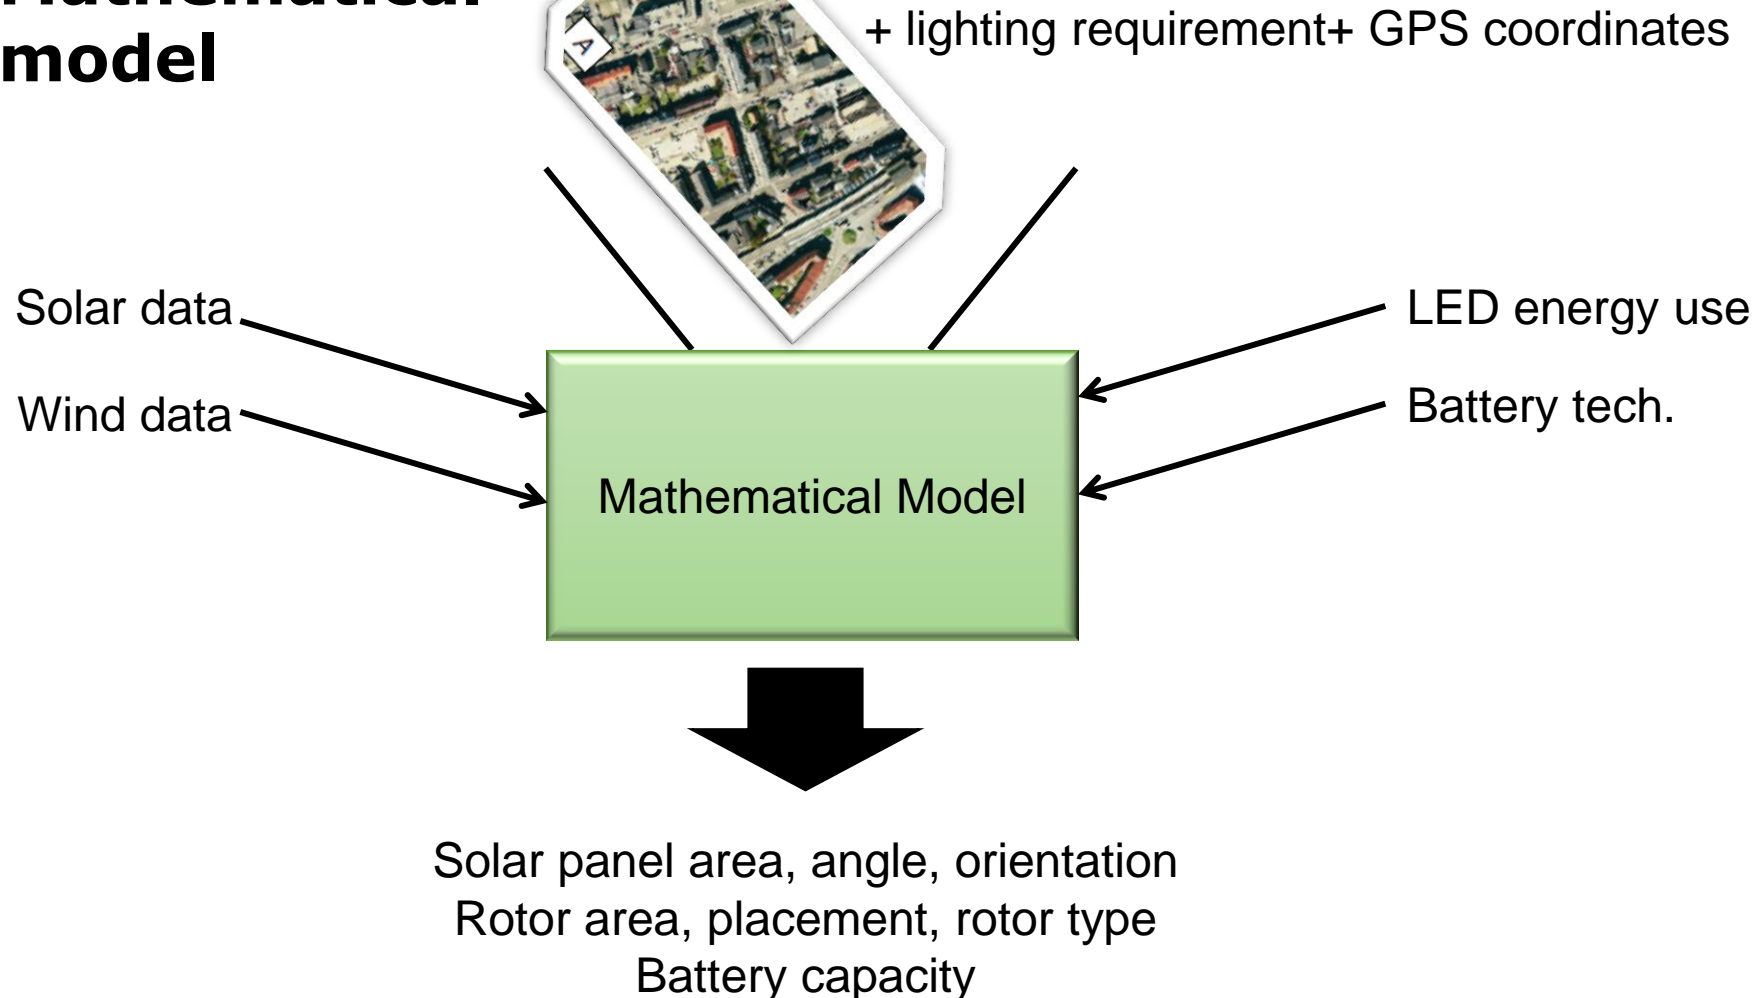 Mathematical
model
+ lighting requirement+ GPS coordinates
A
Solar data
LED energy use
Wind data
Battery tech.
Mathematical Model
Solar panel area, angle, orientation
Rotor area, placement, rotor type
Battery capacity